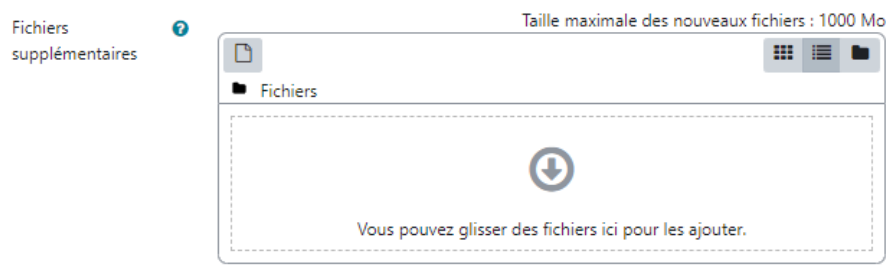 Fichiers
supplémentaires
Taille maximale des nouveaux fichiers : 1000 Mo
Fichiers
Vous pouvez glisser des fichiers ici pour les ajouter.